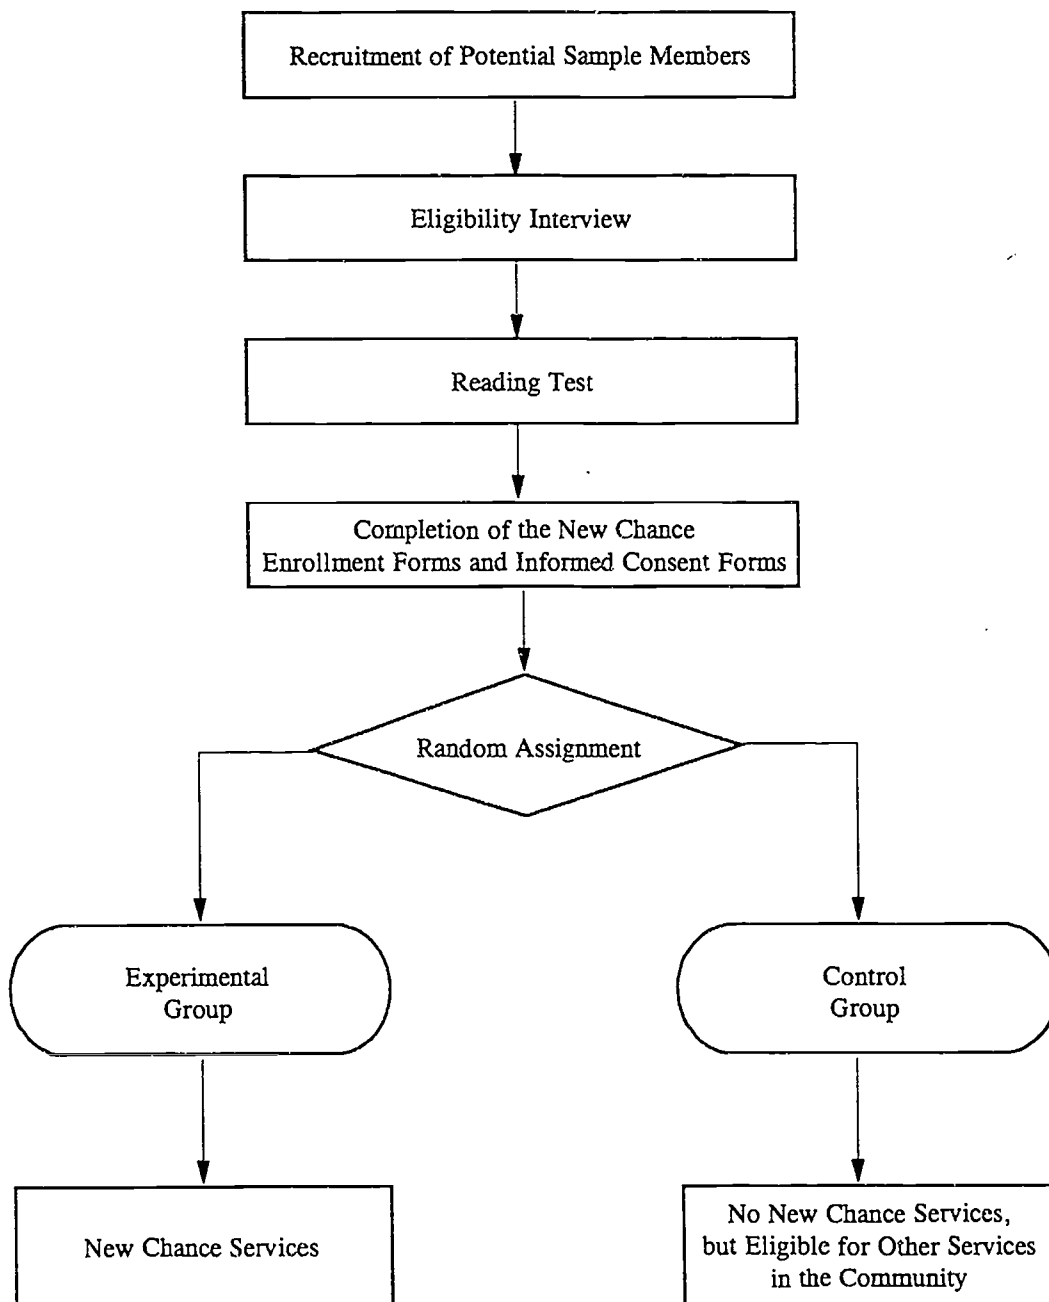 Recruitment of Potential Sample Members
Eligibility Interview
Reading Test
Completion of the New Chance
Enrollment Forms and Informed Consent Forms
Random Assignment
Experimental
Group
Control
Group
New Chance Services
No New Chance Services,
but Eligible for Other Services
in the Community